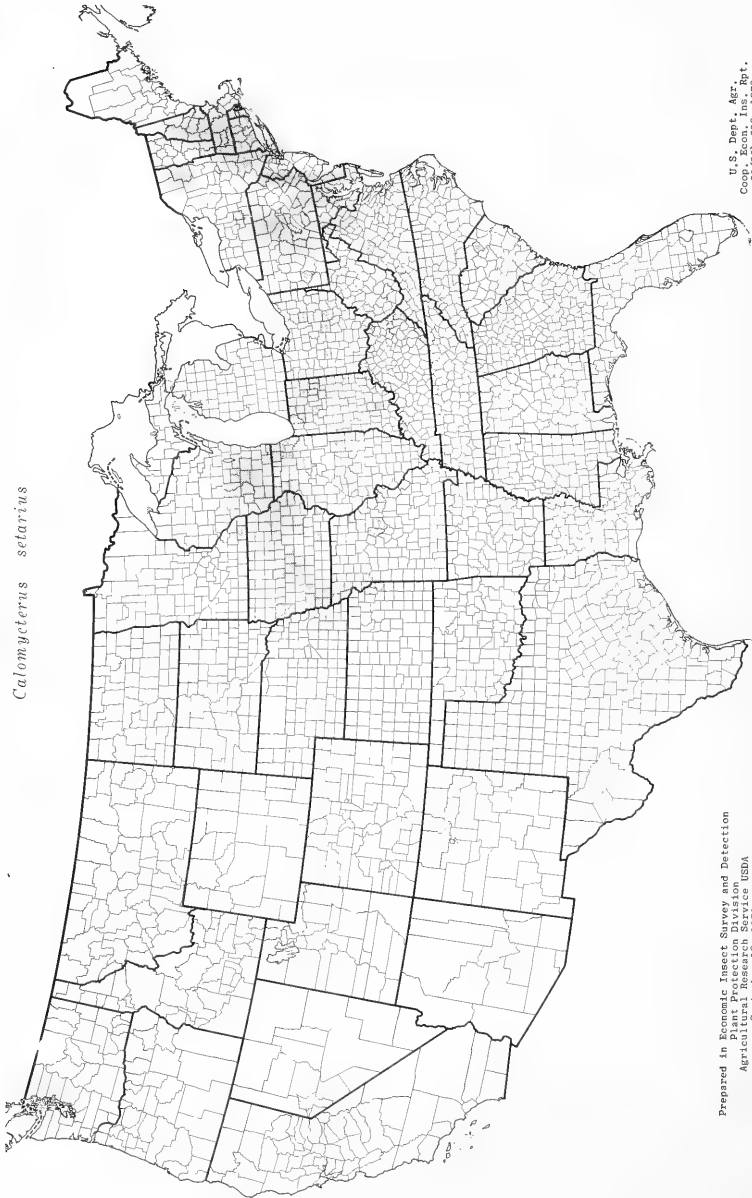 Calomycterus setarius
U.S. Dept. Agr.
Coop. Econ. Ins. Rpt.
Prepared in Economic Insect Survey and Detection
Plant Protection Division
Agricultural Research Service USDA